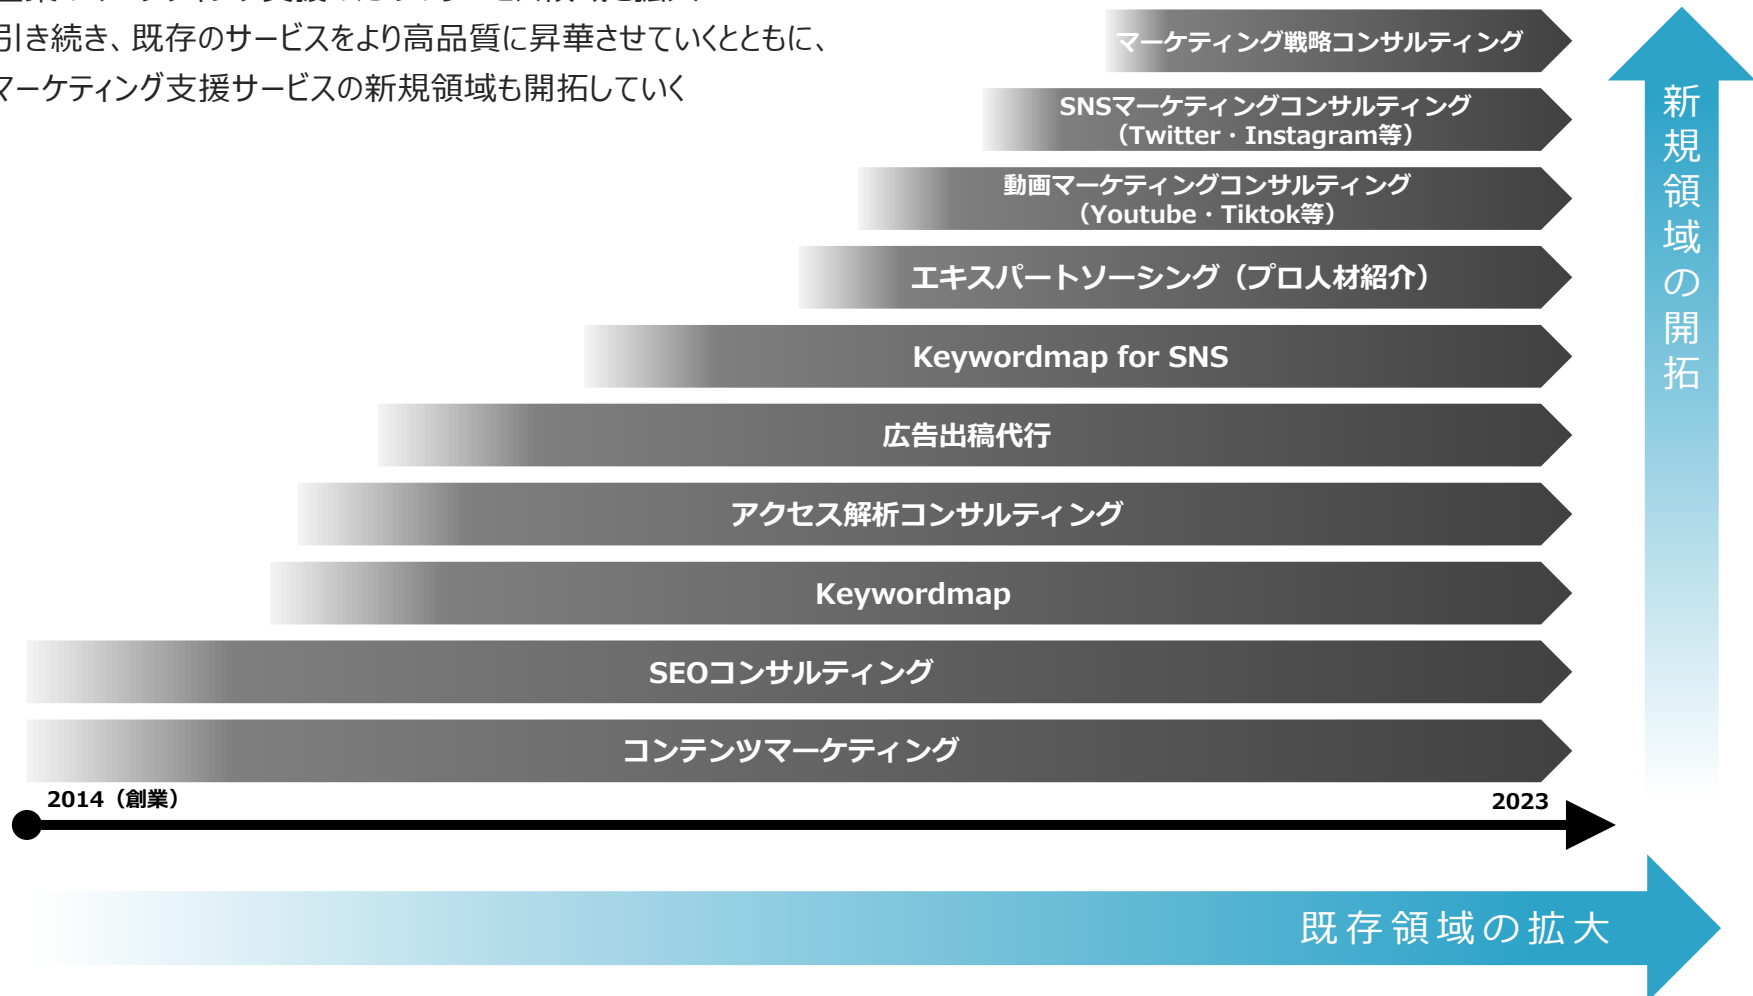 引き続き、既存のサービスをより高品質に昇華させていくとともに、
マーケティング支援サービスの新規領域も開拓していく
マーケティング戦略コンサルティング
SNSマーケティングコンサルティング
（Twitter・Instagram等）
動画マーケティングコンサルティング
（Youtube・Tiktok等）
エキスパートソーシング（プロ人材紹介）
Keywordmap for SNS
広告出稿代行
アクセス解析コンサルティング
Keywordmap
SEOコンサルティング
コンテンツマーケティング
2014（創業）
2023
新規領域の開拓
既存領域の拡大